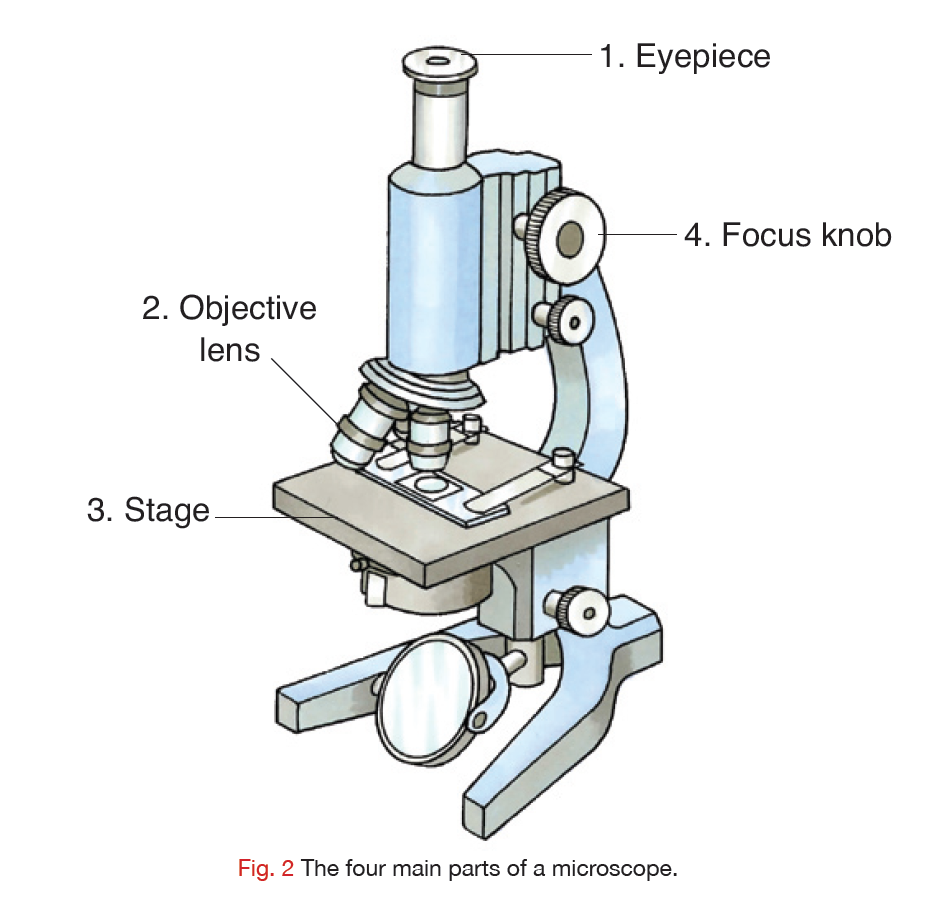 1. Eyepiece
4. Focus knob
2. Objective
lens
3. Stage
Fig. 2 The four main parts of a microscope.